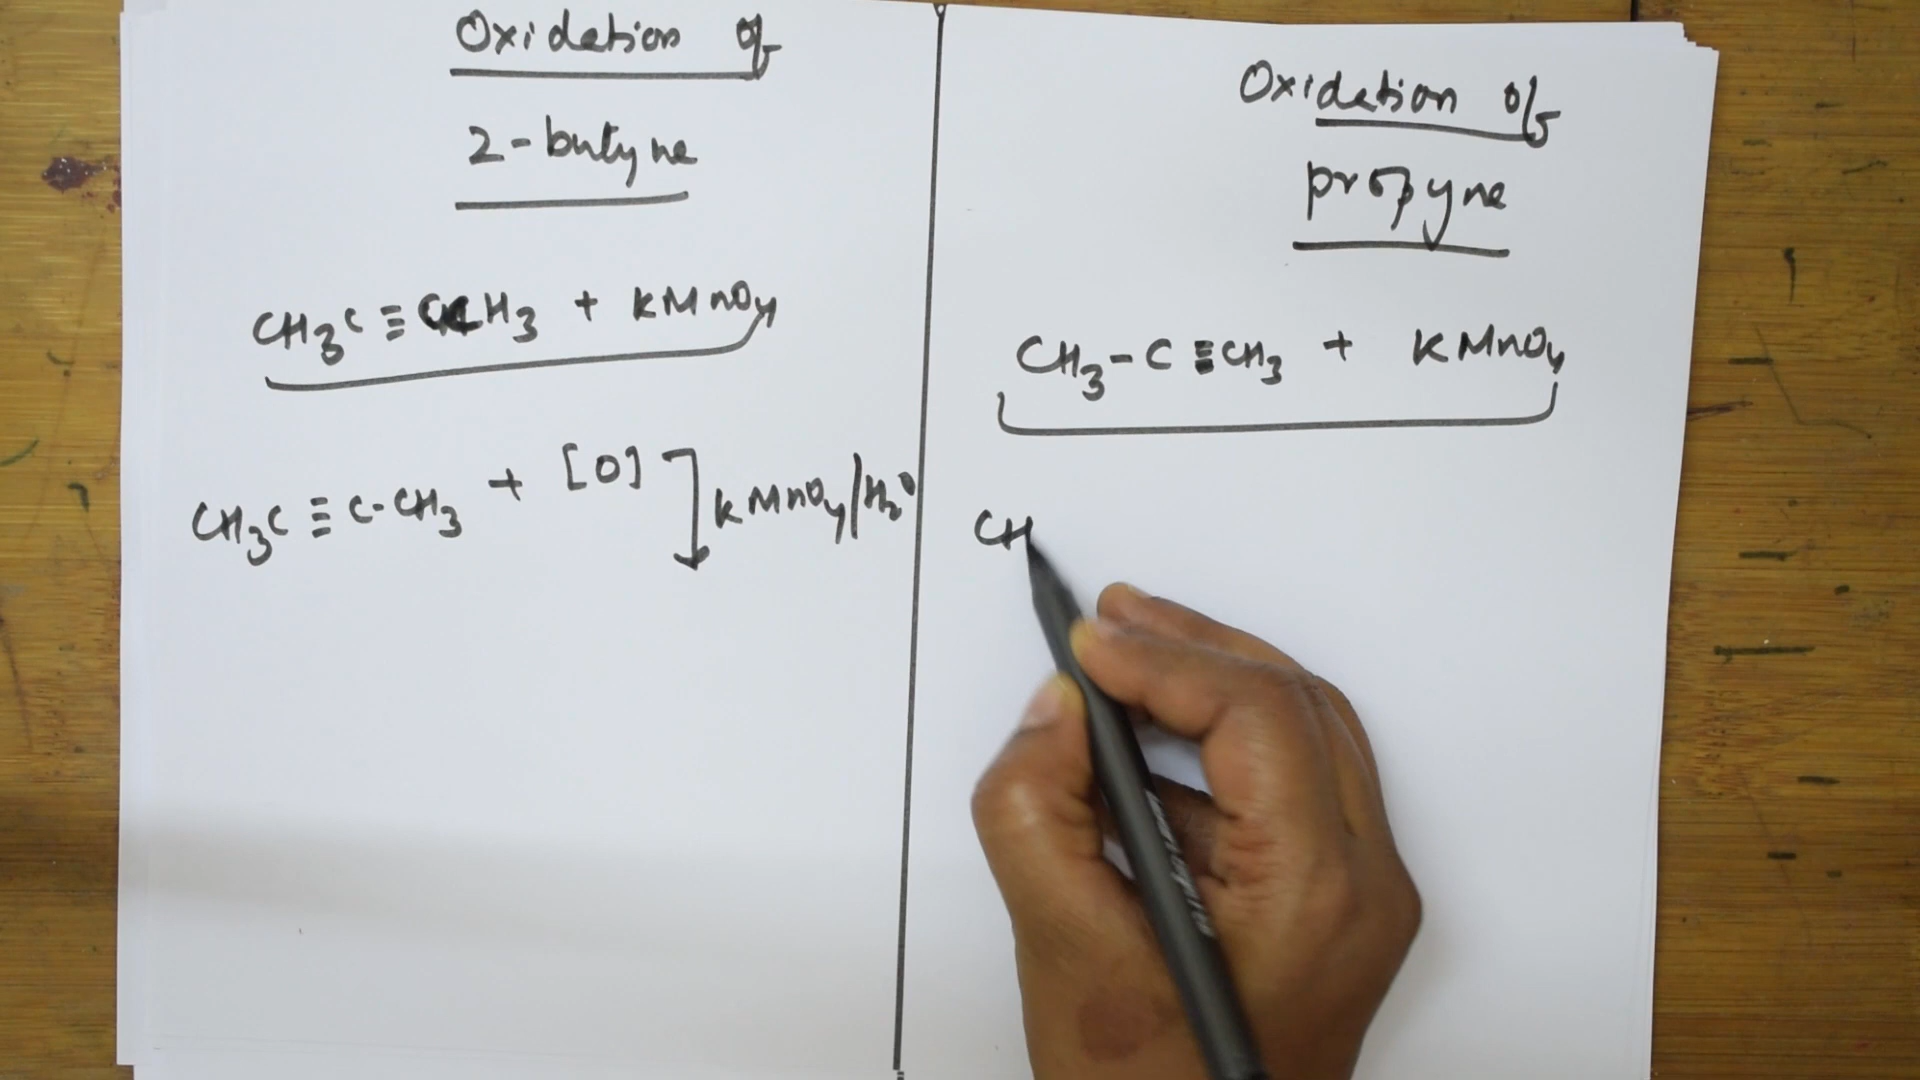 Oxidation of
2-butyne
CH3C≡CCH3 + KMnO4
CH3C≡C-CH3 + [O] KMnO4/H2O
Oxidation of
propyne
CH3-C≡CH3 + KMnO4
CH